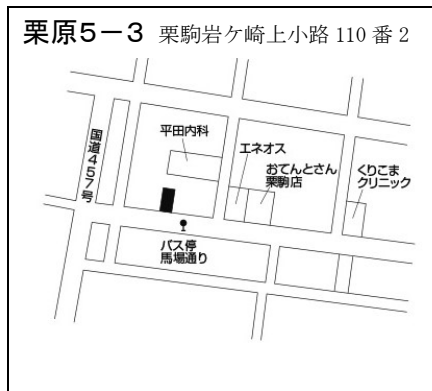 栗原5－3 栗駒岩ケ崎上小路 110 番 2
国道457号
平田内科
エネオス
おてんとさん
栗駒店
くりこま
クリニック
バス停
馬場通り